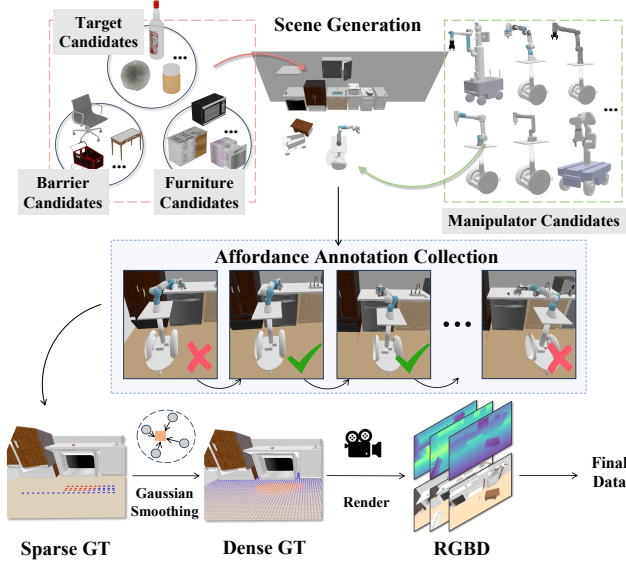 Target
Candidates
Scene Generation
Barrier
Candidates
Furniture
Candidates
Manipulator Candidates
Affordance Annotation Collection
Gaussian
Smoothing
Render
Final
Data
Sparse GT
Dense GT
RGBD